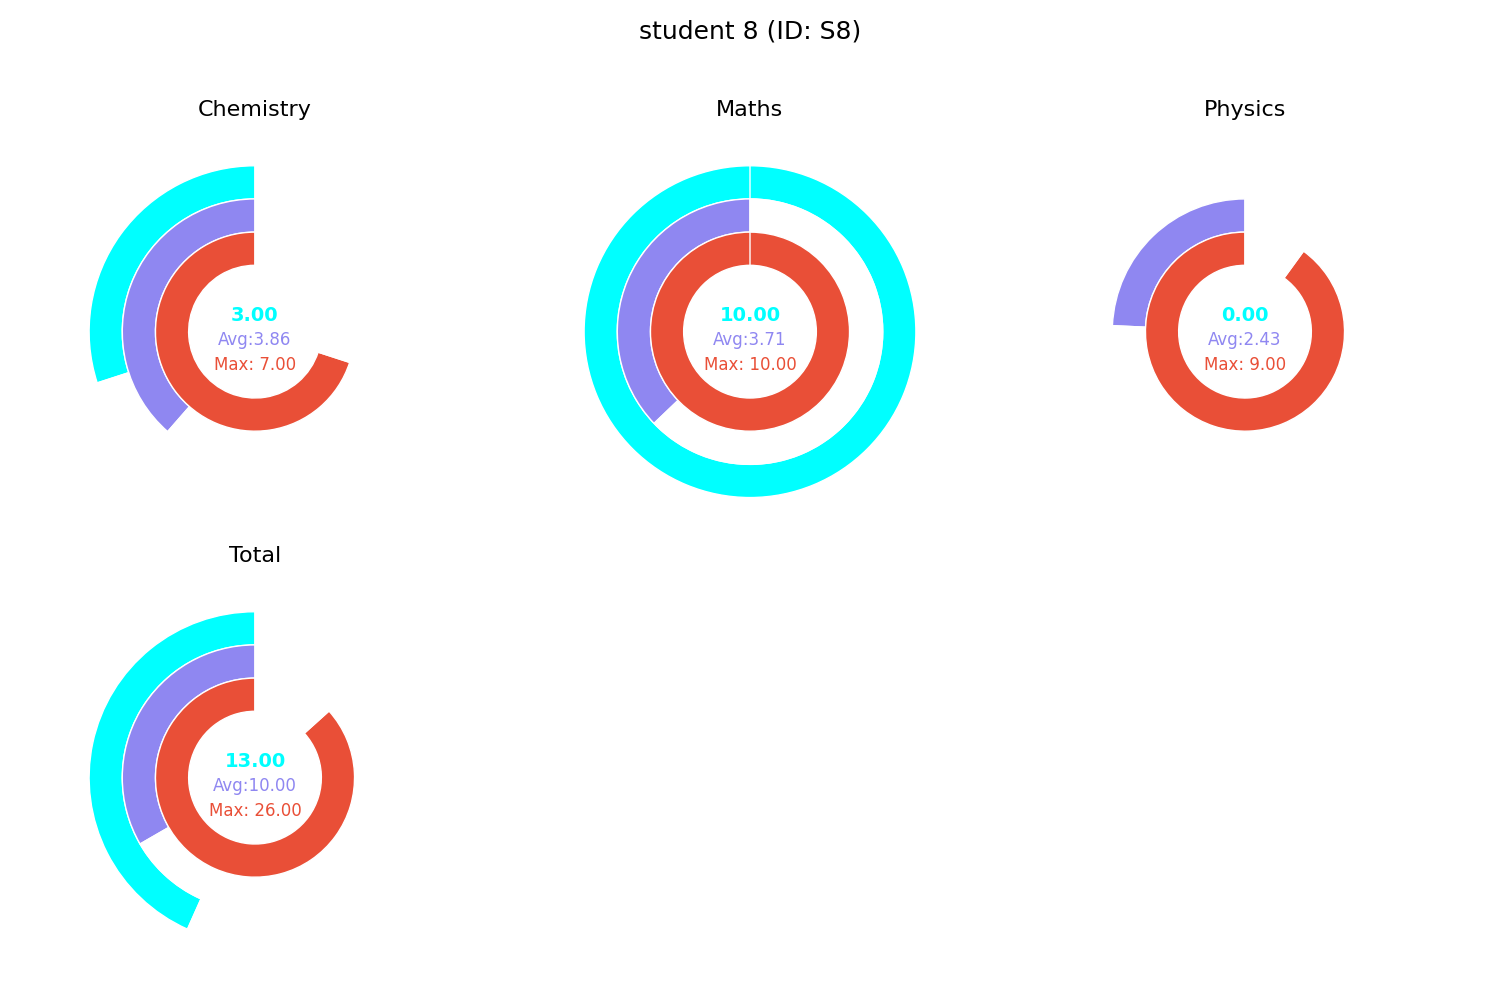 student 8 (ID: S8)
Chemistry
3.00
Avg:3.86
Max: 7.00
Maths
10.00
Avg:3.71
Max: 10.00
Physics
0.00
Avg:2.43
Max: 9.00
Total
13.00
Avg:10.00
Max: 26.00